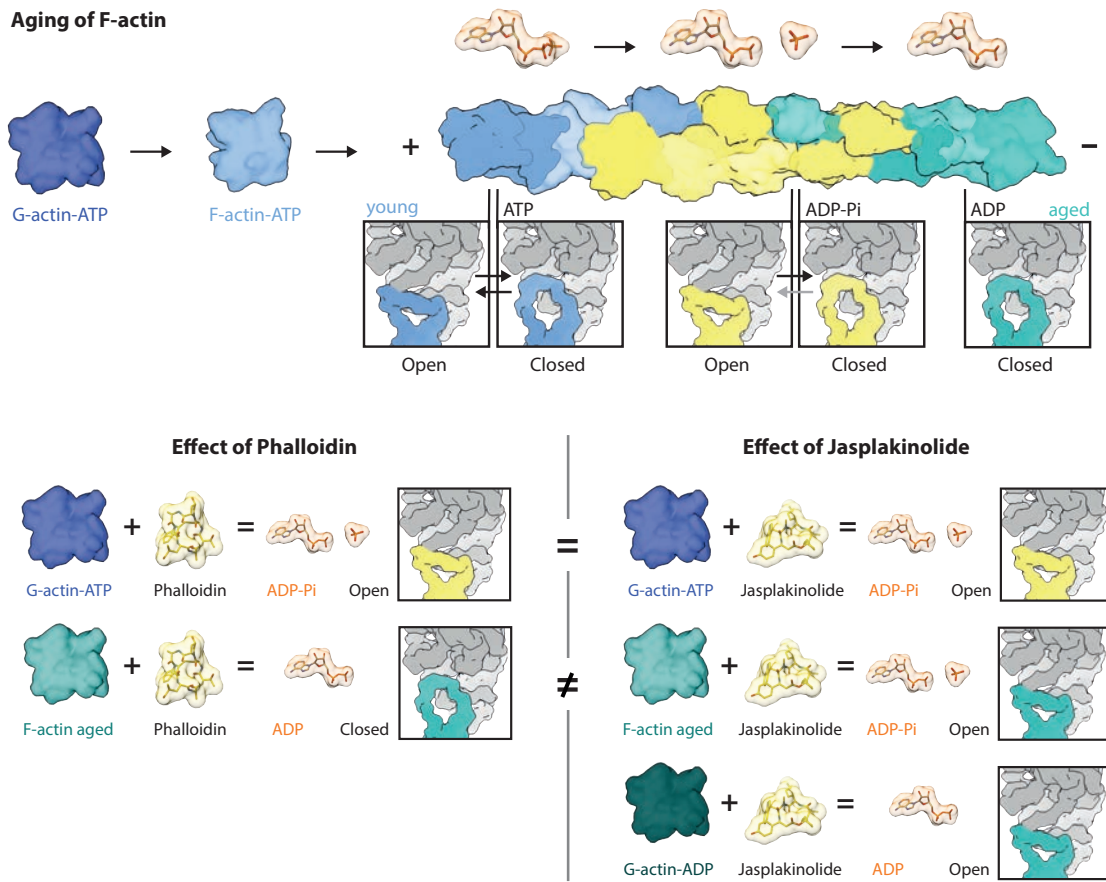 Aging of F-actin
G-actin-ATP
F-actin-ATP
+
−
young
ATP
ADP-Pi
ADP
aged
Open
Closed
Open
Closed
Closed
Effect of Phalloidin
Effect of Jasplakinolide
+
=
=
+
=
G-actin-ATP
Phalloidin
ADP-Pi
Open
G-actin-ATP
Jasplakinolide
ADP-Pi
Open
+
=
≠
+
=
F-actin aged
Phalloidin
ADP
Closed
F-actin aged
Jasplakinolide
ADP-Pi
Open
+
=
G-actin-ADP
Jasplakinolide
ADP
Open